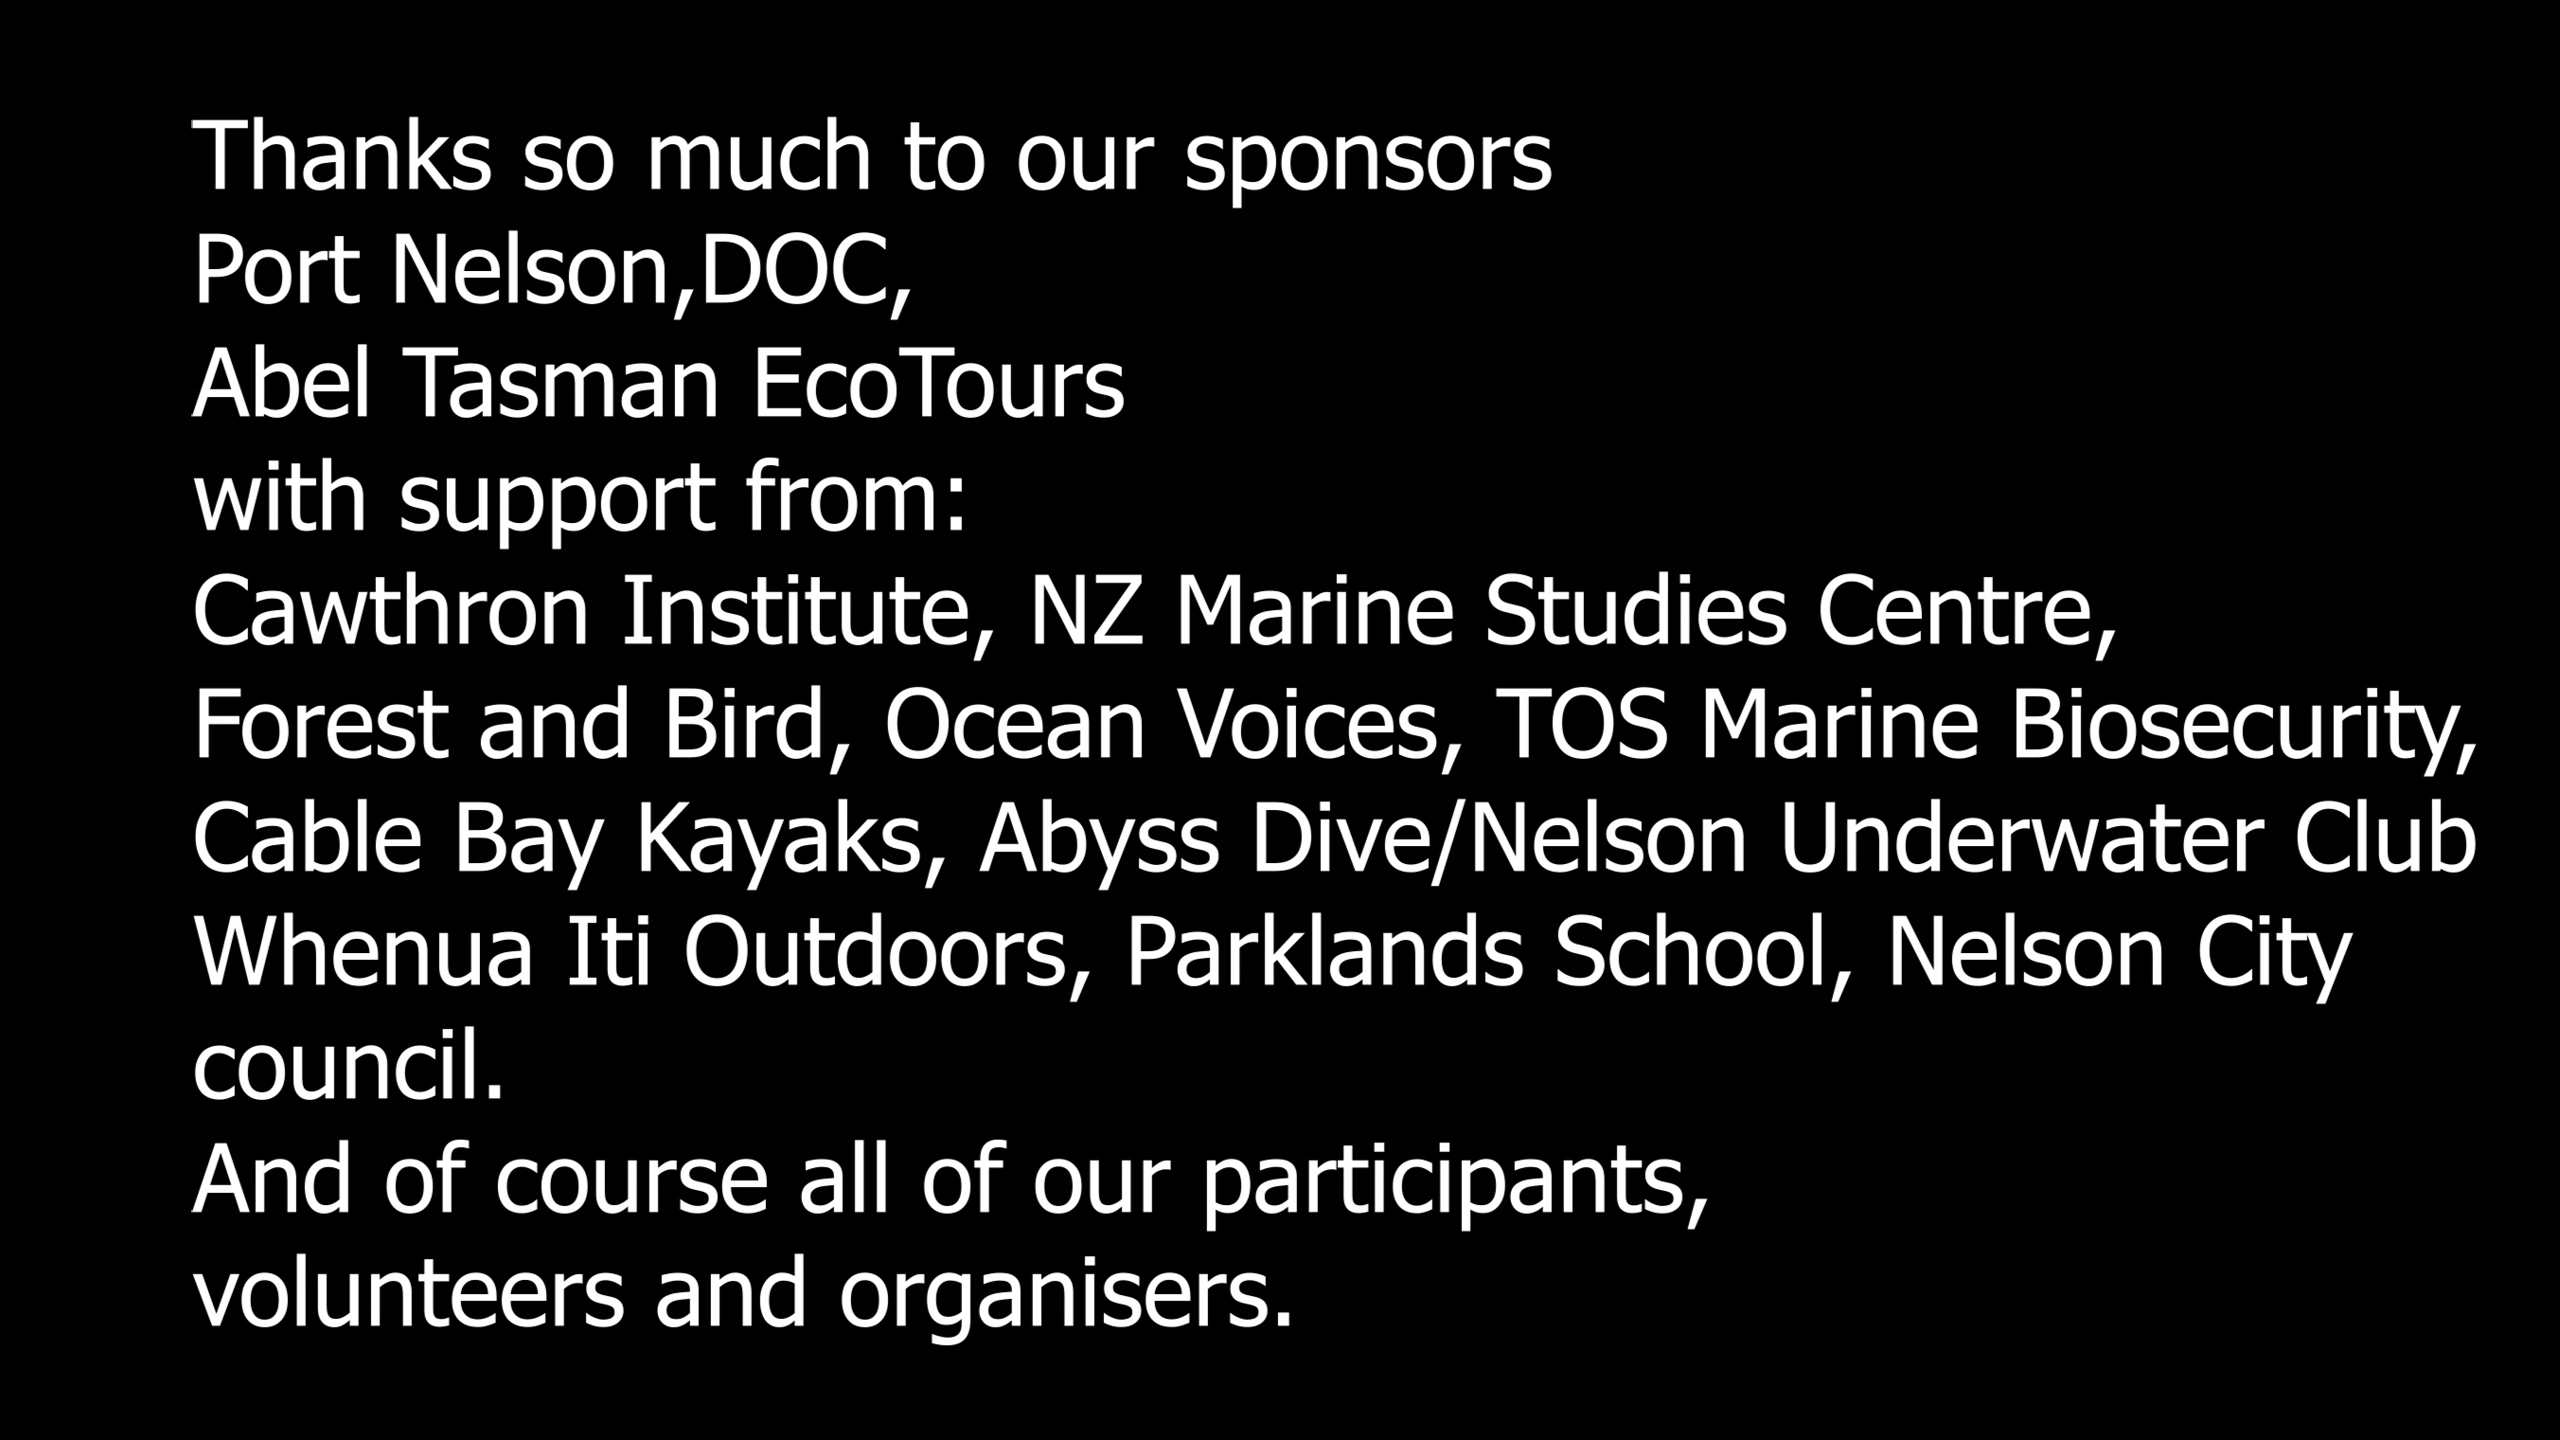 Thanks so much to our sponsors
Port Nelson,DOC,
Abel Tasman EcoTours
with support from:
Cawthron Institute, NZ Marine Studies Centre,
Forest and Bird, Ocean Voices, TOS Marine Biosecurity,
Cable Bay Kayaks, Abyss Dive/Nelson Underwater Club
Whenua Iti Outdoors, Parklands School, Nelson City
council.
And of course all of our participants,
volunteers and organisers.